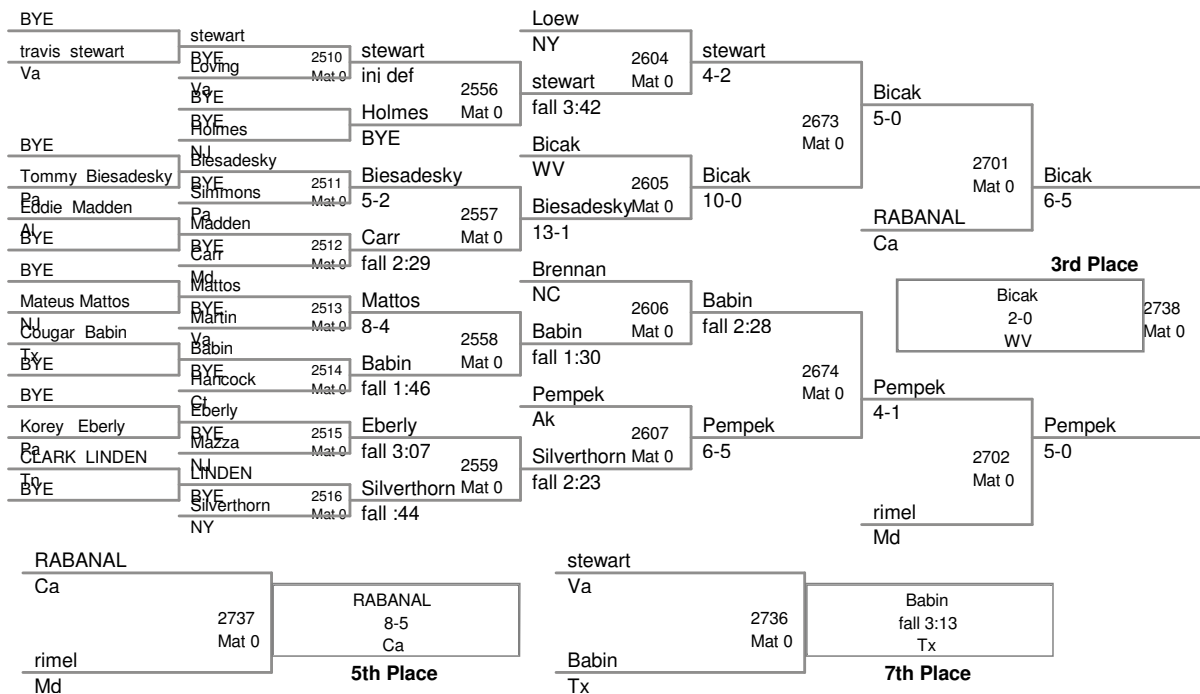 BYE
travis stewart
Va
BYE
Tommy Biesadesky
Pa
Eddie Madden
Al
BYE
BYE
Mateus Mattos
NJ
Cougar Babin
Tx
BYE
BYE
Korey Eberly
Pa
CLARK LINDEN
Tn
BYE
stewart
BYE
Loving
Va
BYE
BYE
Holmes
NJ
Biesadesky
BYE
Simmons
Pa
Madden
BYE
Carr
Md
Mattos
BYE
Martin
Va
Babin
BYE
Hancock
Ct
Eberly
BYE
Mazza
NJ
LINDEN
BYE
Silverthorn
NY
2510
Mat 0
2511
Mat 0
2512
Mat 0
2513
Mat 0
2514
Mat 0
2515
Mat 0
2516
Mat 0
stewart
ini def
Holmes
BYE
Biesadesky
5-2
Carr
fall 2:29
Mattos
8-4
Babin
fall 1:46
Eberly
fall 3:07
Silverthorn
fall :44
2556
Mat 0
2557
Mat 0
2558
Mat 0
2559
Mat 0
Loew
NY
stewart
fall 3:42
Bicak
WV
Biesadesky
13-1
Brennan
NC
Babin
fall 1:30
Pempek
Ak
Silverthorn
fall 2:23
2604
Mat 0
2605
Mat 0
2606
Mat 0
2607
Mat 0
stewart
4-2
Bicak
10-0
Babin
fall 2:28
Pempek
6-5
2673
Mat 0
2674
Mat 0
Bicak
5-0
RABANAL
Ca
Pempek
4-1
rimel
Md
2701
Mat 0
2702
Mat 0
Bicak
6-5
Pempek
5-0
3rd Place
Bicak
2-0
WV
2738
Mat 0
RABANAL
Ca
rimel
Md
2737
Mat 0
RABANAL
8-5
Ca
5th Place
stewart
Va
Babin
Tx
2736
Mat 0
Babin
fall 3:13
Tx
7th Place